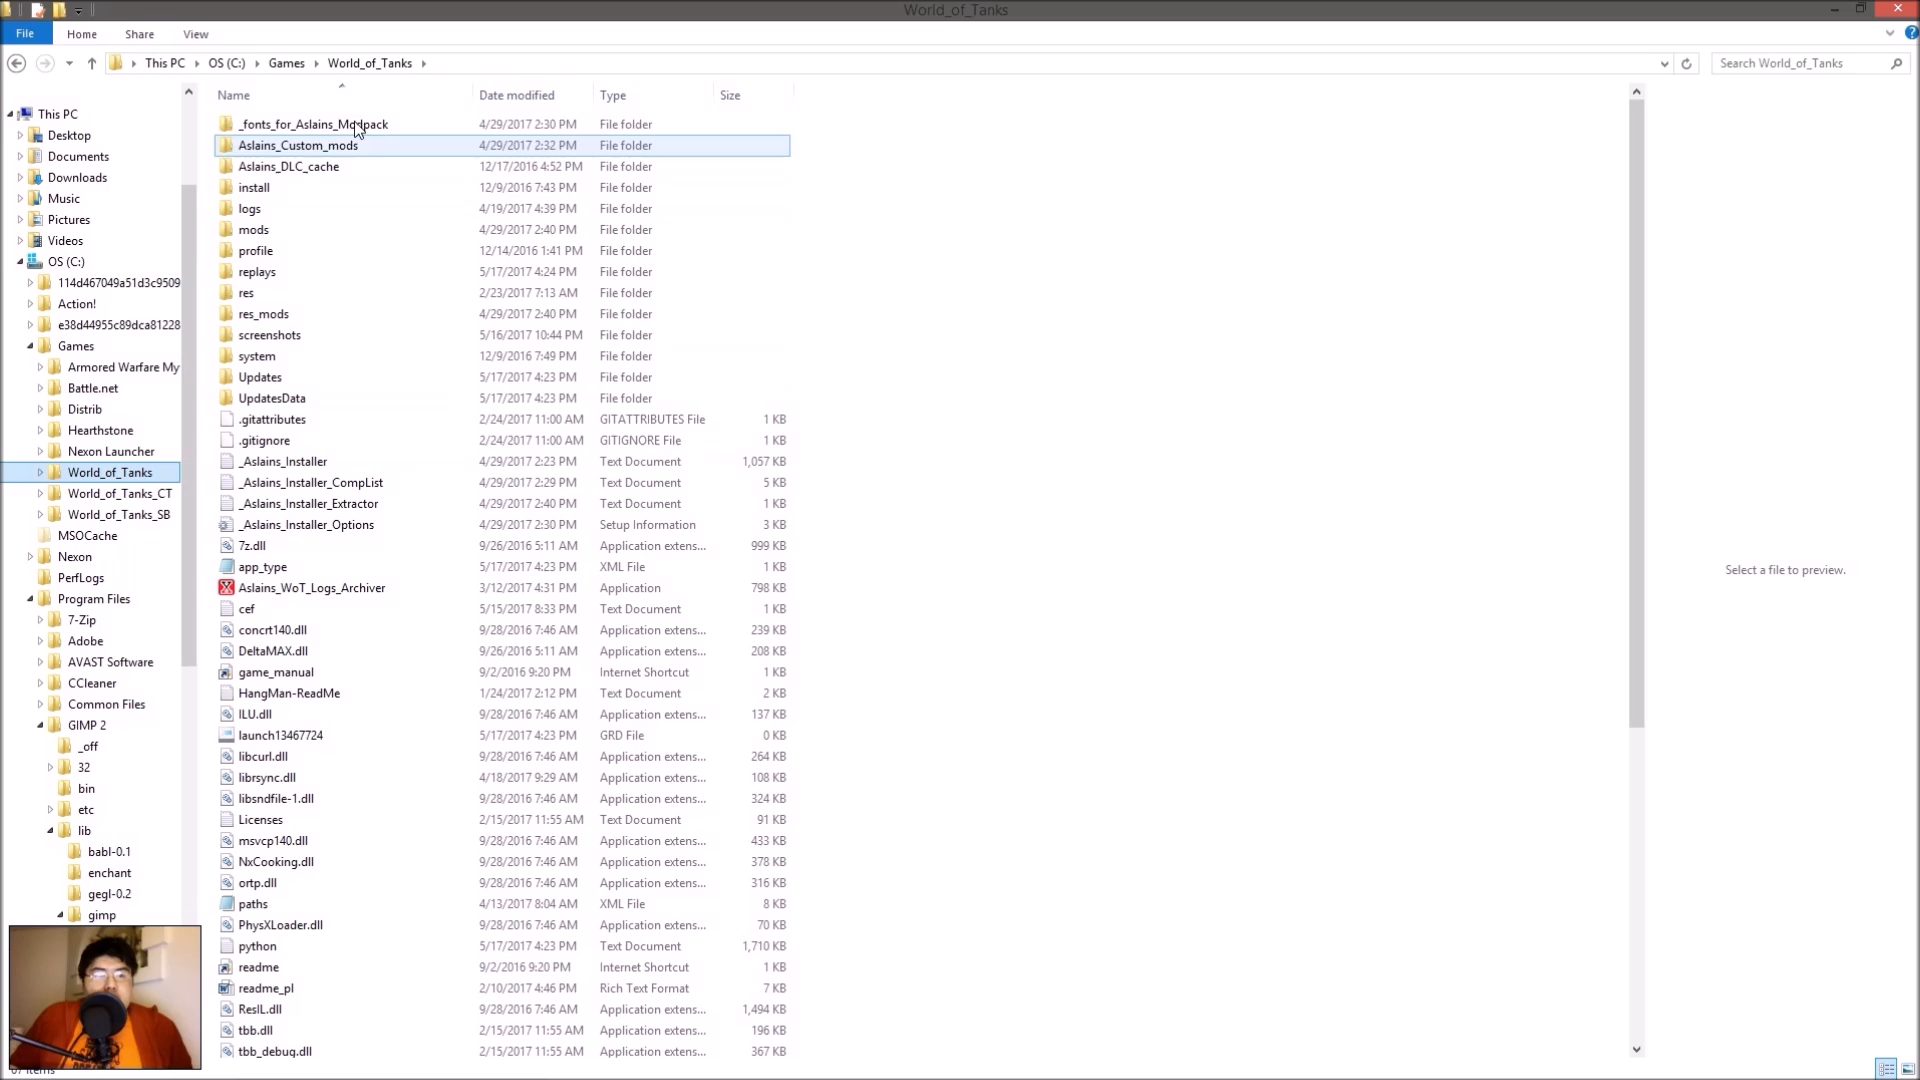 World_of_Tanks
File Home Share View
This PC OS (C:) Games World_of_Tanks Search World_of_Tanks
Name Date modified Type Size
This PC
Desktop
Documents
Downloads
Music
Pictures
Videos
OS (C:)
114d467049a51d3c9509
Action!
e38d44955c89dca81228
Games
Armored Warfare My
Battle.net
Distrib
Hearthstone
Nexon Launcher
World_of_Tanks
World_of_Tanks_CT
World_of_Tanks_SB
MSOCache
Nexon
PerfLogs
Program Files
7-Zip
Adobe
AVAST Software
CCleaner
Common Files
GIMP 2
_off
32
bin
etc
lib
babl-0.1
enchant
gegl-0.2
gimp
_fonts_for_Aslains_Modpack 4/29/2017 2:30 PM File folder
Aslains_Custom_mods 4/29/2017 2:32 PM File folder
Aslains_DLC_cache 12/17/2016 4:52 PM File folder
install 12/9/2016 7:43 PM File folder
logs 4/19/2017 4:39 PM File folder
mods 4/29/2017 2:40 PM File folder
profile 12/14/2016 1:41 PM File folder
replays 5/17/2017 4:24 PM File folder
res 2/23/2017 7:13 AM File folder
res_mods 4/29/2017 2:40 PM File folder
screenshots 5/16/2017 10:44 PM File folder
system 12/9/2016 7:49 PM File folder
Updates 5/17/2017 4:23 PM File folder
UpdatesData 5/17/2017 4:23 PM File folder
.gitattributes 2/24/2017 11:00 AM GITATTRIBUTES File 1 KB
.gitignore 2/24/2017 11:00 AM GITIGNORE File 1 KB
_Aslains_Installer 4/29/2017 2:23 PM Text Document 1,057 KB
_Aslains_Installer_CompList 4/29/2017 2:29 PM Text Document 5 KB
_Aslains_Installer_Extractor 4/29/2017 2:40 PM Text Document 1 KB
_Aslains_Installer_Options 4/29/2017 2:30 PM Setup Information 3 KB
7z.dll 9/26/2016 5:11 AM Application extens... 999 KB
app_type 5/17/2017 4:23 PM XML File 1 KB
Aslains_WoT_Logs_Archiver 3/12/2017 4:31 PM Application 798 KB
cef 5/15/2017 8:33 PM Text Document 1 KB
concrt140.dll 9/28/2016 7:46 AM Application extens... 239 KB
DeltaMAX.dll 9/26/2016 5:11 AM Application extens... 208 KB
game_manual 9/2/2016 9:20 PM Internet Shortcut 1 KB
HangMan-ReadMe 1/24/2017 2:12 PM Text Document 2 KB
ILU.dll 9/28/2016 7:46 AM Application extens... 137 KB
launch13467724 5/17/2017 4:23 PM GRD File 0 KB
libcurl.dll 9/28/2016 7:46 AM Application extens... 264 KB
librsync.dll 4/18/2017 9:29 AM Application extens... 108 KB
libsndfile-1.dll 9/28/2016 7:46 AM Application extens... 324 KB
Licenses 2/15/2017 11:55 AM Text Document 91 KB
msvcp140.dll 9/28/2016 7:46 AM Application extens... 433 KB
NxCooking.dll 9/28/2016 7:46 AM Application extens... 378 KB
ortp.dll 9/28/2016 7:46 AM Application extens... 316 KB
paths 4/13/2017 8:04 AM XML File 8 KB
PhysXLoader.dll 9/28/2016 7:46 AM Application extens... 70 KB
python 5/17/2017 4:23 PM Text Document 1,710 KB
readme 9/2/2016 9:20 PM Internet Shortcut 1 KB
readme_pl 2/10/2017 4:46 PM Rich Text Format 7 KB
ResIL.dll 9/28/2016 7:46 AM Application extens... 1,494 KB
tbb.dll 2/15/2017 11:55 AM Application extens... 196 KB
tbb_debug.dll 2/15/2017 11:55 AM Application extens... 367 KB
Select a file to preview.